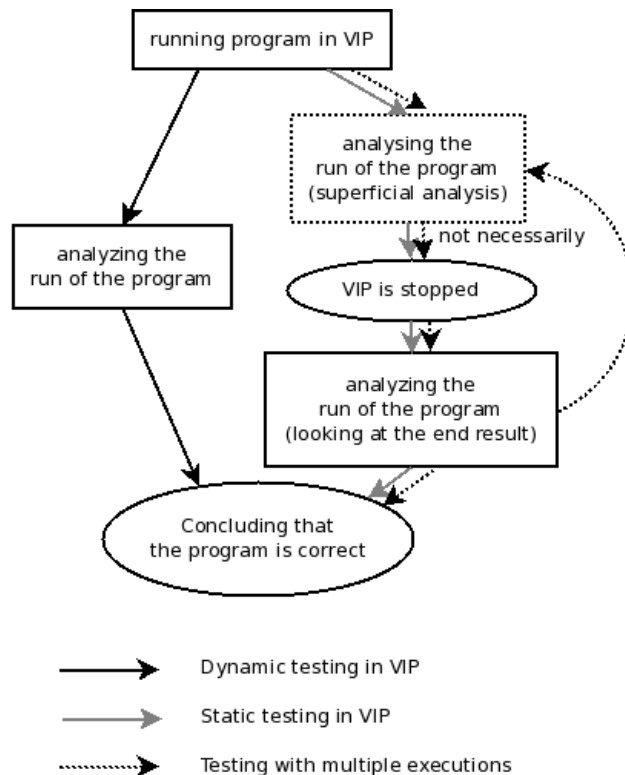 running program in VIP
analysing the
run of the program
(superficial analysis)
not necessarily
analyzing the
run of the program
VIP is stopped
analyzing the
run of the program
(looking at the end result)
Concluding that
the program is correct
Dynamic testing in VIP
Static testing in VIP
Testing with multiple executions